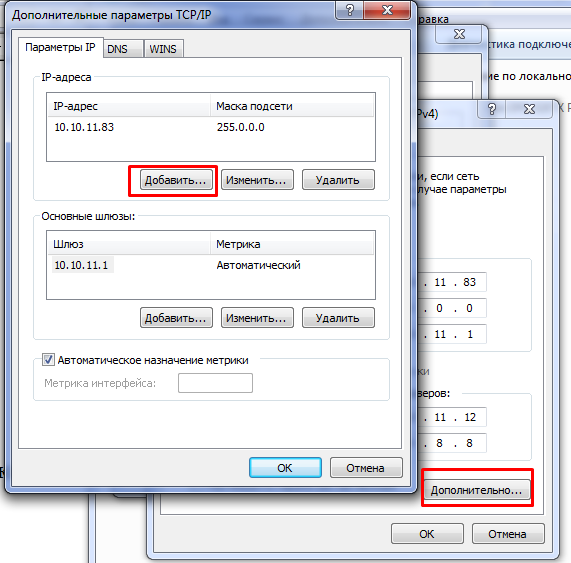 Дополнительные параметры TCP/IP
Параметры IP DNS WINS
IP-адреса
IP-адрес Маска подсети
10.10.11.83 255.0.0.0
Добавить... Изменить... Удалить
Основные шлюзы:
Шлюз Метрика
10.10.11.1 Автоматический
Добавить... Изменить... Удалить
Автоматическое назначение метрики
Метрика интерфейса:
OK Отмена
Pv4)
и, если сеть
лучае параметры
. 11 . 83
. 0 . 0
. 11 . 1
веров:
. 11 . 12
. 8 . 8
Дополнительно...
OK Отмена
равка
стика подключе
ие по локально